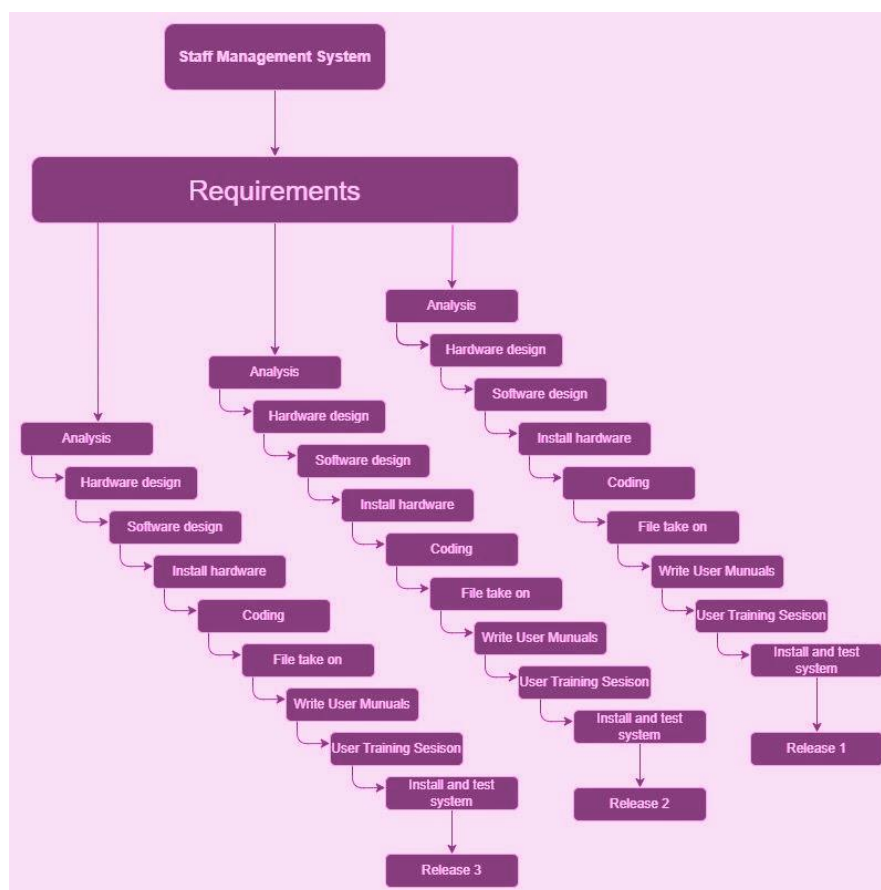 Staff Management System
Requirements
Analysis
Hardware design
Software design
Install hardware
Coding
File take on
Write User Munuals
User Training Sesison
Install and test
system
Release 1
Analysis
Hardware design
Software design
Install hardware
Coding
File take on
Write User Munuals
User Training Sesison
Install and test
system
Release 2
Analysis
Hardware design
Software design
Install hardware
Coding
File take on
Write User Munuals
User Training Sesison
Install and test
system
Release 3